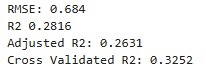 RMSE: 0.684
R2 0.2816
Adjusted R2: 0.2631
Cross Validated R2: 0.3252